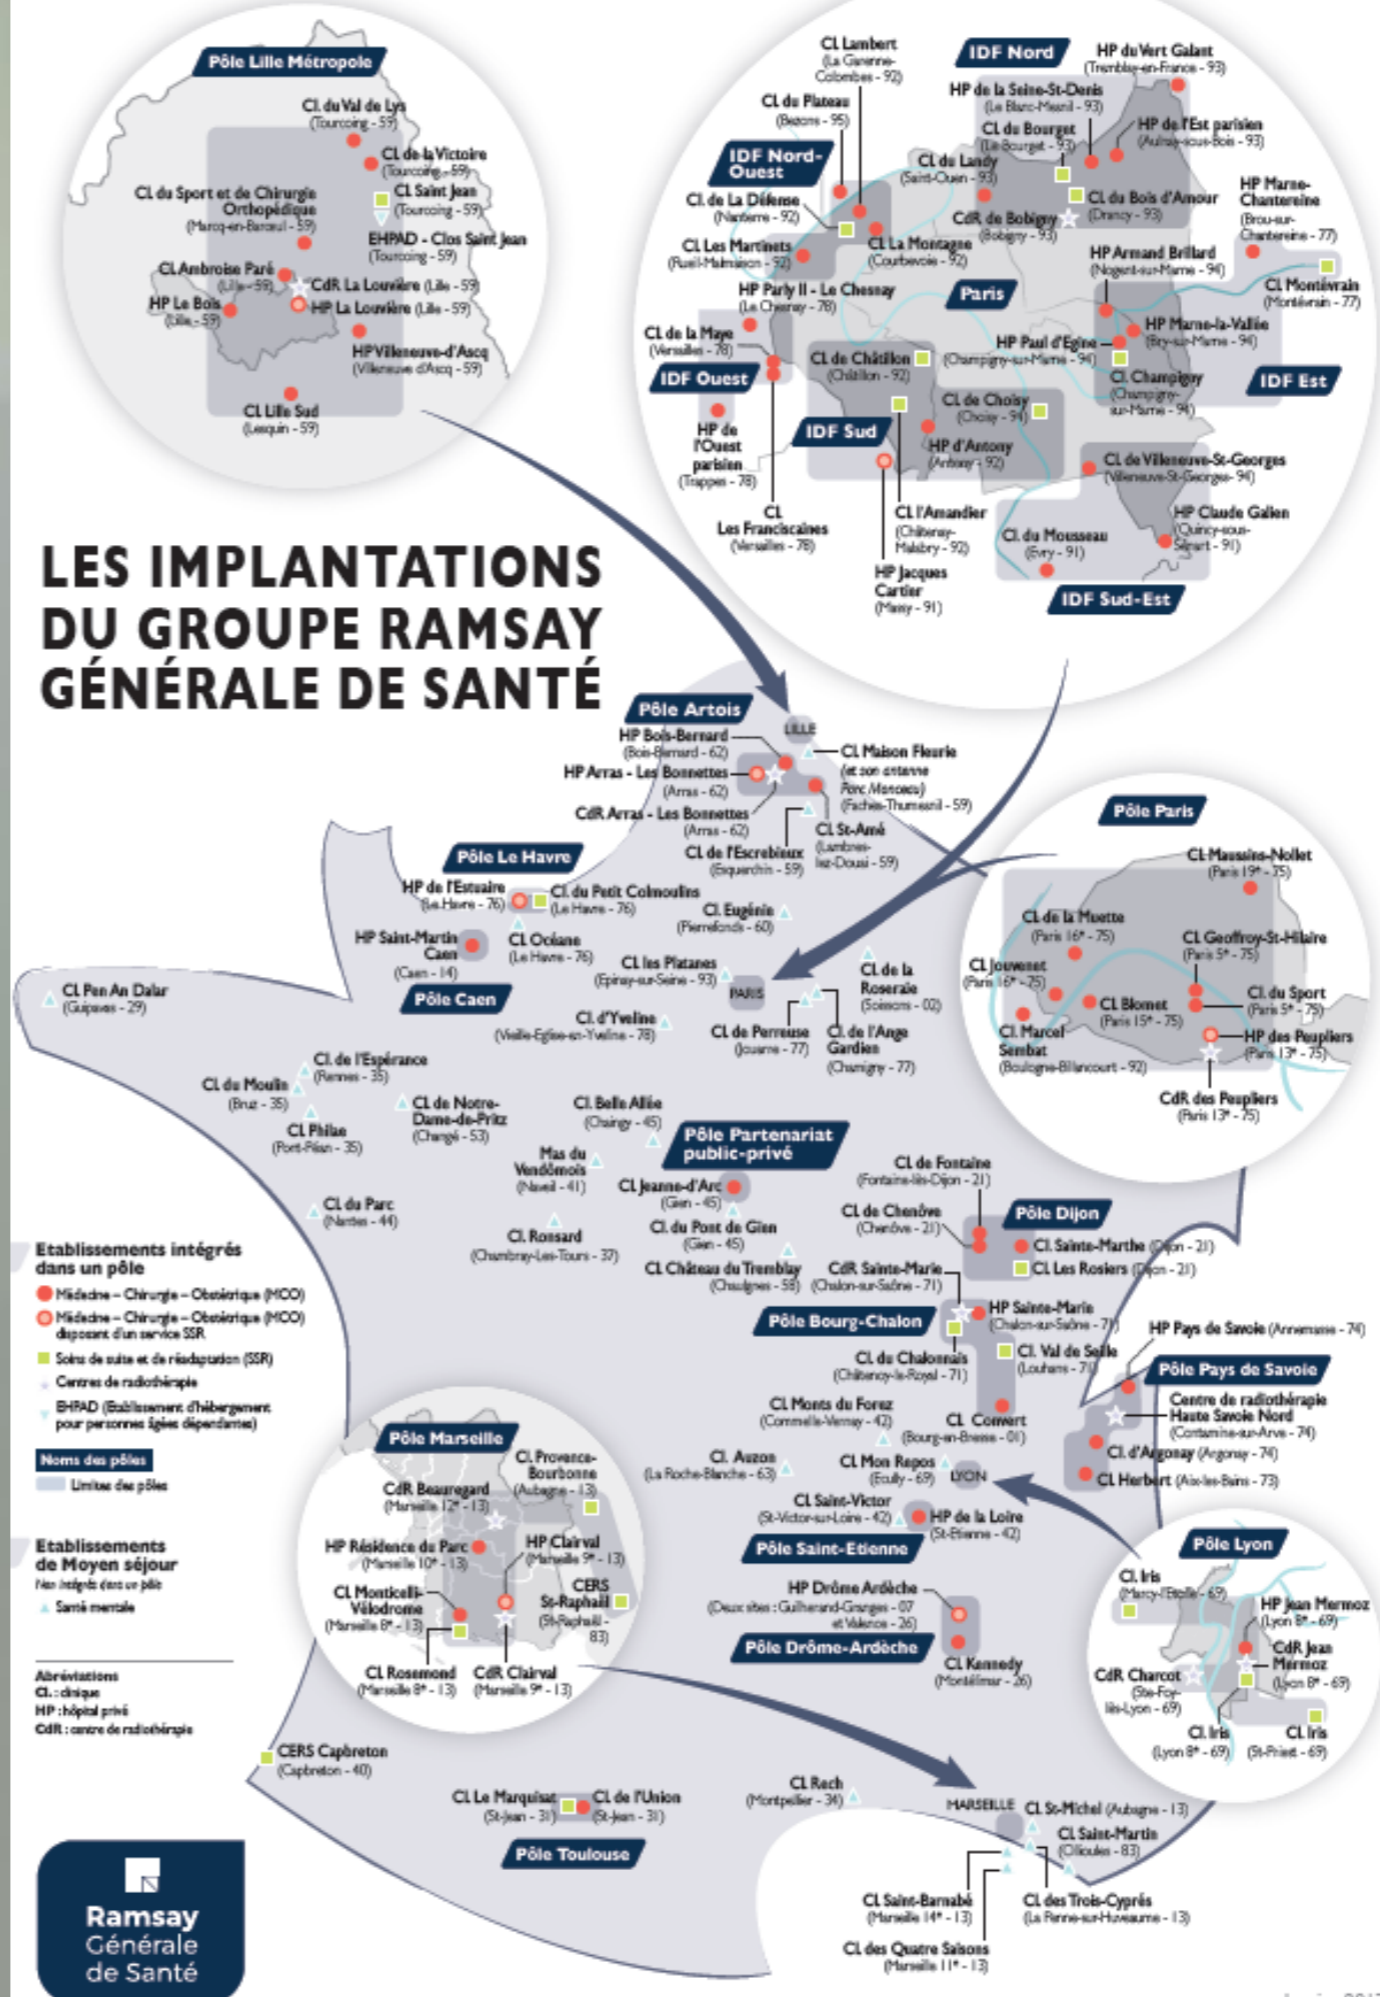 Pôle Lille Métropole
Cl. du Val de Lys
(Tourcoing - 59)
Cl. de la Victoire
(Tourcoing - 59)
Cl. du Sport et de Chirurgie
Orthopédique
(Marcq-en-Barœul - 59)
Cl. Saint Jean
(Tourcoing - 59)
EHPAD - Clos Saint Jean
(Tourcoing - 59)
Cl. Ambroise Paré
(Lille - 59)
CdR La Louvière (Lille - 59)
HP Le Bois
(Lille - 59)
HP La Louvière (Lille - 59)
HP Villeneuve-d'Ascq
(Villeneuve d'Ascq - 59)
Cl. Lille Sud
(Lesquin - 59)
Cl. Lambert
(La Garenne-
Colombes - 92)
IDF Nord
HP du Vert Galant
(Tremblay-en-France - 93)
Cl. du Plateau
(Bezons - 95)
HP de la Seine-St-Denis
(Le Blanc-Mesnil - 93)
Cl. du Bourget
(Le Bourget - 93)
HP de l'Est parisien
(Aulnay-sous-Bois - 93)
IDF Nord-
Ouest
Cl. du Landy
(Saint-Ouen - 93)
Cl. de La Défense
(Nanterre - 92)
Cl. du Bois d'Amour
(Drancy - 93)
CdR de Bobigny
(Bobigny - 93)
HP Marne-
Chantereine
(Brou-sur-
Chantereine - 77)
Cl. Les Martinets
(Rueil-Malmaison - 92)
Cl. La Montagne
(Courbevoie - 92)
HP Armand Brillard
(Nogent-sur-Marne - 94)
Cl. Montévrain
(Montévrain - 77)
HP Parly II - Le Chesnay
(Le Chesnay - 78)
Paris
Cl. de la Maye
(Versailles - 78)
HP Marne-la-Vallée
(Bry-sur-Marne - 94)
HP Paul d'Egine
(Champigny-sur-Marne - 94)
Cl. de Châtillon
(Châtillon - 92)
IDF Ouest
Cl. Champigny
(Champigny-
sur-Marne - 94)
IDF Est
Cl. de Choisy
(Choisy - 94)
HP de
l'Ouest
parisien
(Trappes - 78)
IDF Sud
HP d'Antony
(Antony - 92)
Cl. de Villeneuve-St-Georges
(Villeneuve-St-Georges - 94)
Cl.
Les Franciscaines
(Versailles - 78)
Cl. l'Amandier
(Châtenay-
Malabry - 92)
Cl. du Mousseau
(Evry - 91)
HP Claude Galien
(Quincy-sous-
Sénart - 91)
HP Jacques
Cartier
(Massy - 91)
IDF Sud-Est
LES IMPLANTATIONS
DU GROUPE RAMSAY
GÉNÉRALE DE SANTÉ
Pôle Artois
LILLE
HP Bois-Bernard
(Bois-Bernard - 62)
Cl. Maison Fleurie
(et son antenne
Parc Monceau)
(Faches-Thumesnil - 59)
HP Arras - Les Bonnettes
(Arras - 62)
CdR Arras - Les Bonnettes
(Arras - 62)
Cl. St-Amé
(Lambres-
lez-Douai - 59)
Cl. de l'Escrebieux
(Esquerchin - 59)
Pôle Le Havre
HP de l'Estuaire
(Le Havre - 76)
Cl. du Petit Colmoulins
(Le Havre - 76)
Cl. Eugénie
(Pierrefonds - 60)
HP Saint-Martin
Caen
(Caen - 14)
Cl. Océane
(Le Havre - 76)
Cl. les Platanes
(Epinay-sur-Seine - 93)
PARIS
Cl. de la
Roseraie
(Soissons - 02)
Pôle Caen
Cl. Pen An Dalar
(Guipavas - 29)
Cl. d'Yveline
(Vieille-Eglise-en-Yveline - 78)
Cl. de Perreuse
(Jouarre - 77)
Cl. de l'Ange
Gardien
(Chamigny - 77)
Pôle Paris
Cl. Maussins-Nollet
(Paris 19e - 75)
Cl. de la Muette
(Paris 16e - 75)
Cl. Geoffroy-St-Hilaire
(Paris 5e - 75)
Cl. Jouvenet
(Paris 16e - 75)
Cl. Blomet
(Paris 15e - 75)
Cl. du Sport
(Paris 5e - 75)
Cl. Marcel
Sembat
(Boulogne-Billancourt - 92)
HP des Peupliers
(Paris 13e - 75)
CdR des Peupliers
(Paris 13e - 75)
Cl. de l'Espérance
(Rennes - 35)
Cl. du Moulin
(Bruz - 35)
Cl. Philae
(Pont-Péan - 35)
Cl. de Notre-
Dame-de-Pritz
(Changé - 53)
Cl. Belle Allée
(Chaingy - 45)
Mas du
Vendômois
(Naveil - 41)
Pôle Partenariat
public-privé
Cl. Jeanne-d'Arc
(Gien - 45)
Cl. du Parc
(Nantes - 44)
Cl. Ronsard
(Chambray-Les-Tours - 37)
Cl. du Pont de Gien
(Gien - 45)
Cl. Château du Tremblay
(Chaulgnes - 58)
Cl. de Fontaine
(Fontaine-lès-Dijon - 21)
Cl. de Chenôve
(Chenôve - 21)
Pôle Dijon
Cl. Sainte-Marthe (Dijon - 21)
Cl. Les Rosiers (Dijon - 21)
CdR Sainte-Marie
(Chalon-sur-Saône - 71)
Pôle Bourg-Chalon
HP Sainte-Marie
(Chalon-sur-Saône - 71)
Cl. du Chalonnais
(Châtenoy-le-Royal - 71)
Cl. Val de Seille
(Louhans - 71)
Cl. Convert
(Bourg-en-Bresse - 01)
HP Pays de Savoie (Annemasse - 74)
Pôle Pays de Savoie
Centre de radiothérapie
Haute Savoie Nord
(Contamine-sur-Arve - 74)
Cl. d'Argonay (Argonay - 74)
Cl. Herbert (Aix-les-Bains - 73)
Cl. Monts du Forez
(Commelle-Vernay - 42)
Cl. Auzon
(La Roche-Blanche - 63)
Cl. Mon Repos
(Ecully - 69)
LYON
Cl. Saint-Victor
(St-Victor-sur-Loire - 42)
HP de la Loire
(St-Etienne - 42)
Pôle Saint-Etienne
HP Drôme Ardèche
(Deux sites : Guilherand-Granges - 07
et Valence - 26)
Pôle Drôme-Ardèche
Cl. Kennedy
(Montélimar - 26)
Pôle Lyon
Cl. Iris
(Marcy-l'Etoile - 69)
HP Jean Mermoz
(Lyon 8e - 69)
CdR Jean
Mermoz
(Lyon 8e - 69)
CdR Charcot
(Ste-Foy-
lès-Lyon - 69)
Cl. Iris
(Lyon 8e - 69)
Cl. Iris
(St-Priest - 69)
Etablissements intégrés
dans un pôle
Médecine – Chirurgie – Obstétrique (MCO)
Médecine – Chirurgie – Obstétrique (MCO)
disposant d'un service SSR
Soins de suite et de réadaptation (SSR)
Centres de radiothérapie
EHPAD (Etablissement d'hébergement
pour personnes âgées dépendantes)
Noms des pôles
Limites des pôles
Etablissements
de Moyen séjour
Non intégrés dans un pôle
Santé mentale
Abréviations
Cl. : clinique
HP : hôpital privé
CdR : centre de radiothérapie
Pôle Marseille
Cl. Provence-
Bourbonne
(Aubagne - 13)
CdR Beauregard
(Marseille 12e - 13)
HP Résidence du Parc
(Marseille 10e - 13)
HP Clairval
(Marseille 9e - 13)
Cl. Monticelli-
Vélodrome
(Marseille 8e - 13)
CERS
St-Raphaël
(St-Raphaël -
83)
Cl. Rosemond
(Marseille 8e - 13)
CdR Clairval
(Marseille 9e - 13)
CERS Capbreton
(Capbreton - 40)
Cl. Le Marquisat
(St-Jean - 31)
Cl. de l'Union
(St-Jean - 31)
Pôle Toulouse
Cl. Rech
(Montpellier - 34)
MARSEILLE
Cl. St-Michel (Aubagne - 13)
Cl. Saint-Martin
(Ollioules - 83)
Cl. Saint-Barnabé
(Marseille 14e - 13)
Cl. des Trois-Cyprés
(La Penne-sur-Huveaume - 13)
Cl. des Quatre Saisons
(Marseille 11e - 13)
Ramsay
Générale
de Santé